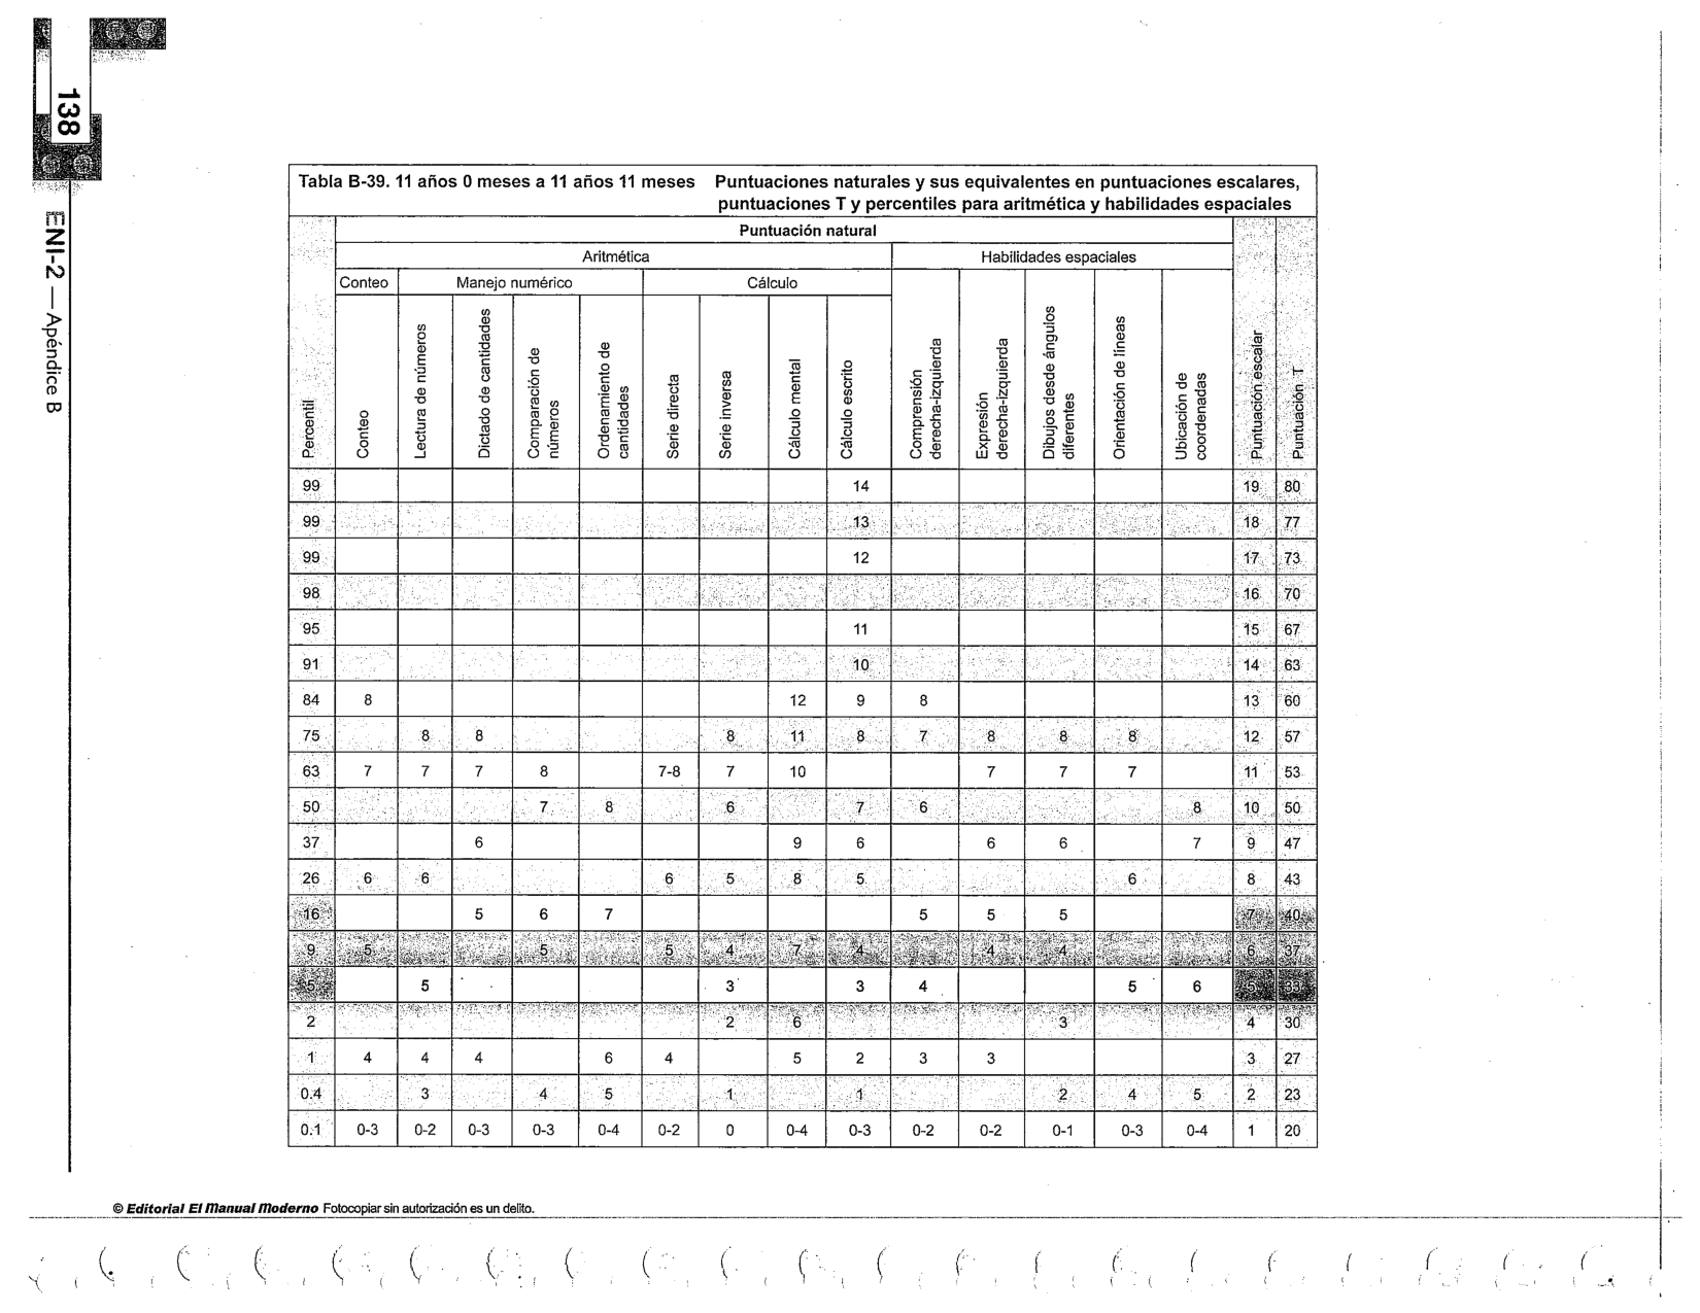 138
ENI-2 — Apéndice B
Tabla B-39. 11 años 0 meses a 11 años 11 meses Puntuaciones naturales y sus equivalentes en puntuaciones escalares,
puntuaciones T y percentiles para aritmética y habilidades espaciales
Puntuación natural
Aritmética Habilidades espaciales
Conteo Manejo numérico Cálculo
Percentil
Conteo
Lectura de números
Dictado de cantidades
Comparación de
números
Ordenamiento de
cantidades
Serie directa
Serie inversa
Cálculo mental
Cálculo escrito
Comprensión
derecha-izquierda
Expresión
derecha-izquierda
Dibujos desde ángulos
diferentes
Orientación de líneas
Ubicación de
coordenadas
Puntuación escalar
Puntuación T
99 14 19 80
99 13 18 77
99 12 17 73
98 16 70
95 11 15 67
91 10 14 63
84 8 12 9 8 13 60
75 8 8 8 11 8 7 8 8 8 12 57
63 7 7 7 8 7-8 7 10 7 7 7 11 53
50 7 8 6 7 6 8 10 50
37 6 9 6 6 6 7 9 47
26 6 6 6 5 8 5 6 8 43
16 5 6 7 5 5 5 7 40
9 5 5 5 4 7 4 4 4 6 37
5 5 3 3 4 5 6 5 33
2 2 6 3 4 30
1 4 4 4 6 4 5 2 3 3 3 27
0.4 3 4 5 1 1 2 4 5 2 23
0.1 0-3 0-2 0-3 0-3 0-4 0-2 0 0-4 0-3 0-2 0-2 0-1 0-3 0-4 1 20
© Editorial El Manual Moderno Fotocopiar sin autorización es un delito.